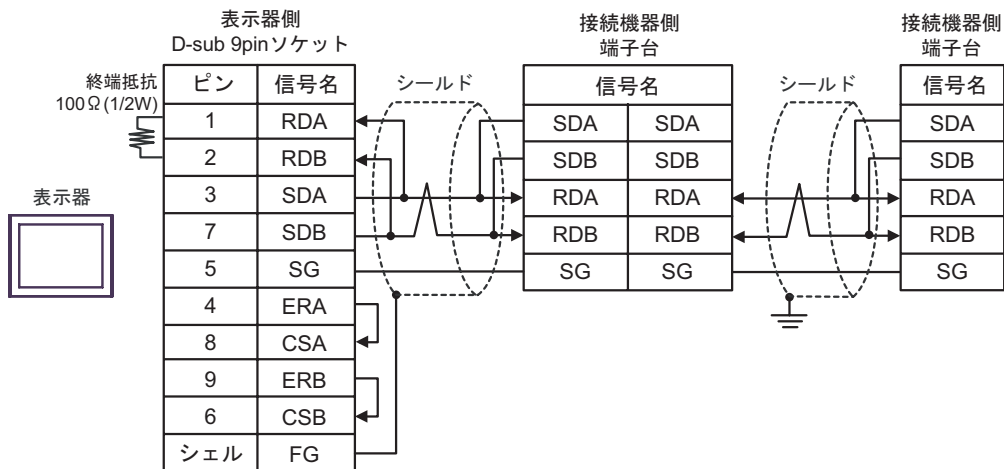 表示器側
D-sub 9pinソケット
接続機器側
端子台
接続機器側
端子台
終端抵抗
100Ω(1/2W)
ピン 信号名
シールド
信号名
シールド
信号名
1 RDA
SDA SDA
SDA
2 RDB
SDB SDB
SDB
表示器
3 SDA
RDA RDA
RDA
7 SDB
RDB RDB
RDB
5 SG
SG SG
SG
4 ERA
8 CSA
9 ERB
6 CSB
シェル FG